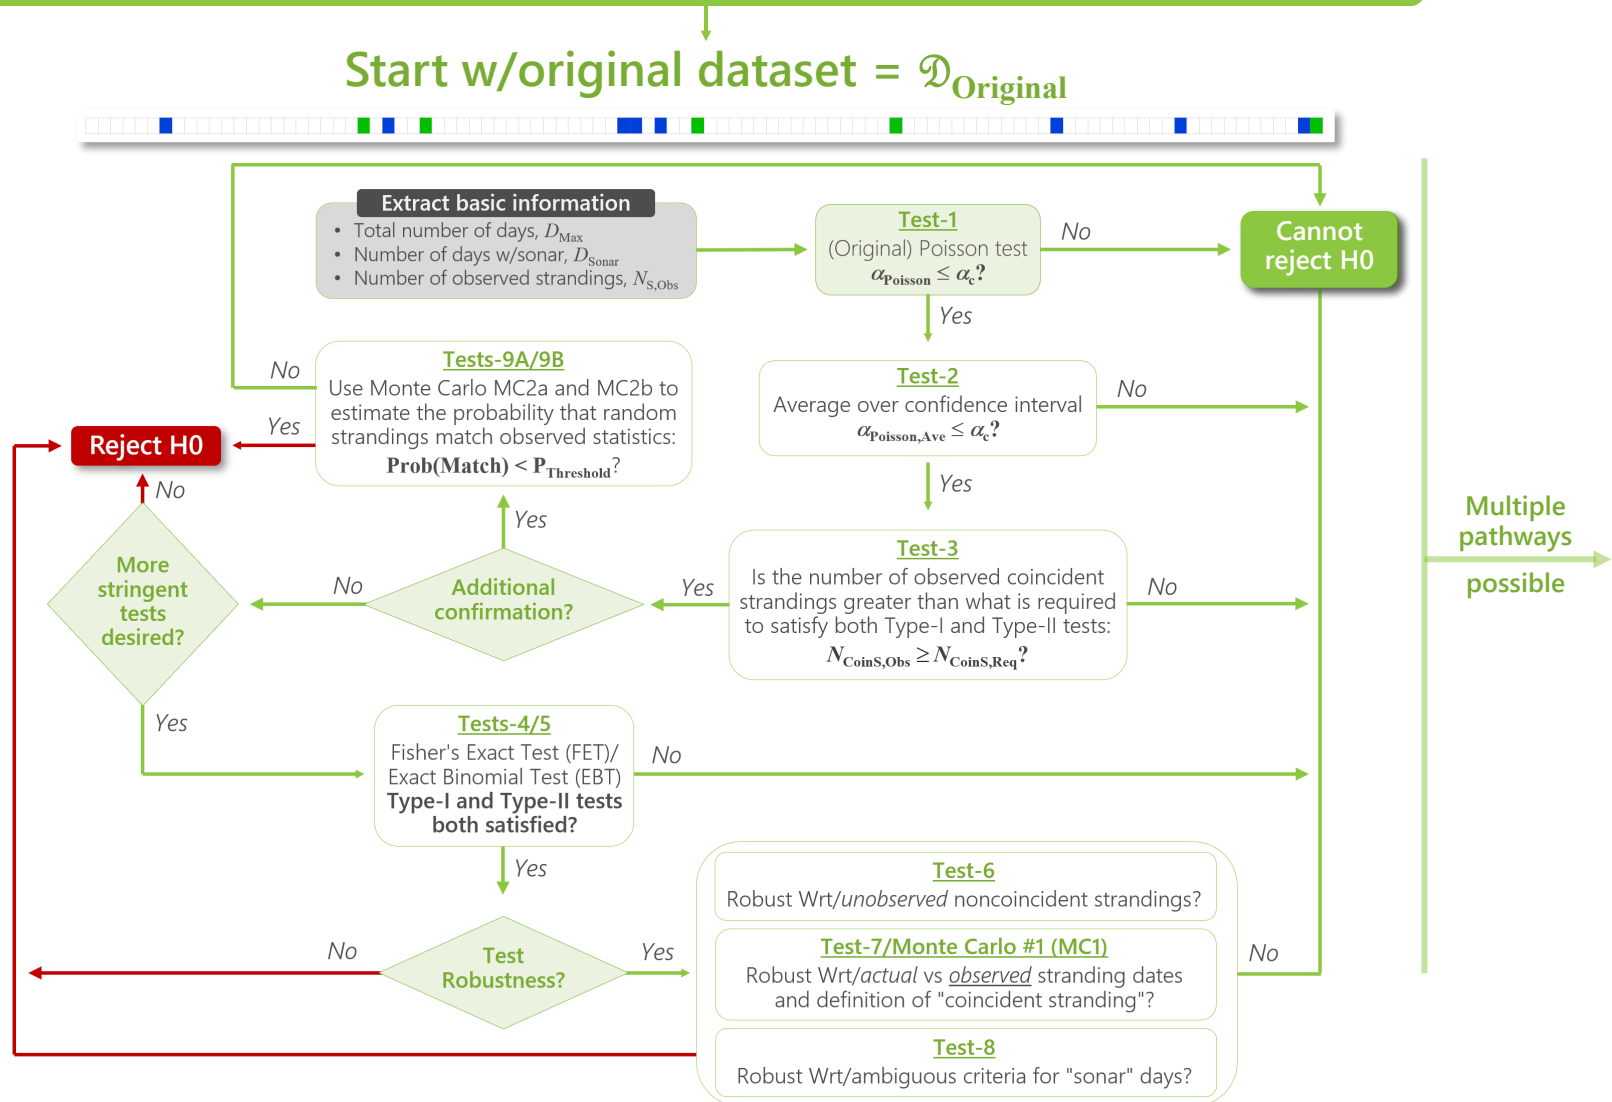 Start w/original dataset = 𝔇Original
Extract basic information
• Total number of days, DMax
• Number of days w/sonar, DSonar
• Number of observed strandings, NS,Obs
Test-1
(Original) Poisson test
αPoisson ≤ αc?
No
Cannot
reject H0
Yes
Test-2
Average over confidence interval
αPoisson,Ave ≤ αc?
No
Yes
Tests-9A/9B
Use Monte Carlo MC2a and MC2b to
estimate the probability that random
strandings match observed statistics:
Prob(Match) < PThreshold?
No
Yes
Reject H0
No
Yes
Test-3
Is the number of observed coincident
strandings greater than what is required
to satisfy both Type-I and Type-II tests:
NCoinS,Obs ≥ NCoinS,Req?
No
Yes
Additional
confirmation?
No
More
stringent
tests
desired?
Yes
Multiple
pathways
possible
Tests-4/5
Fisher's Exact Test (FET)/
Exact Binomial Test (EBT)
Type-I and Type-II tests
both satisfied?
No
Yes
Test
Robustness?
No
Yes
Test-6
Robust Wrt/unobserved noncoincident strandings?
Test-7/Monte Carlo #1 (MC1)
Robust Wrt/actual vs observed stranding dates
and definition of "coincident stranding"?
No
Test-8
Robust Wrt/ambiguous criteria for "sonar" days?